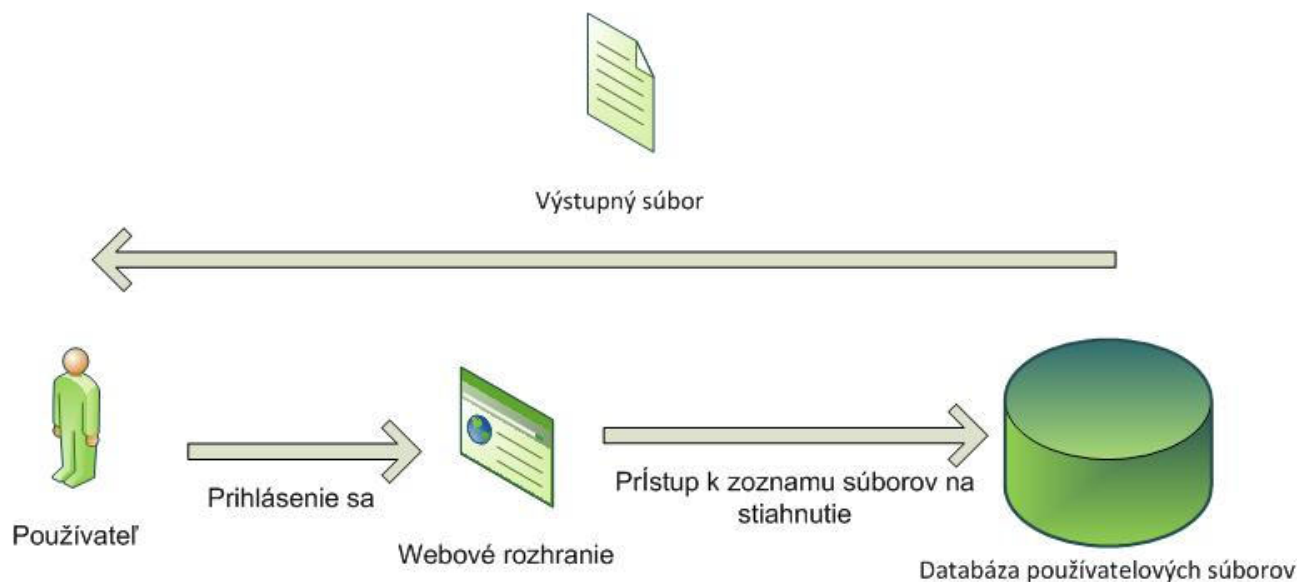 Výstupný súbor
Prihlásenie sa
Prístup k zoznamu súborov na
stiahnutie
Používateľ
Webové rozhranie
Databáza používatelových súborov